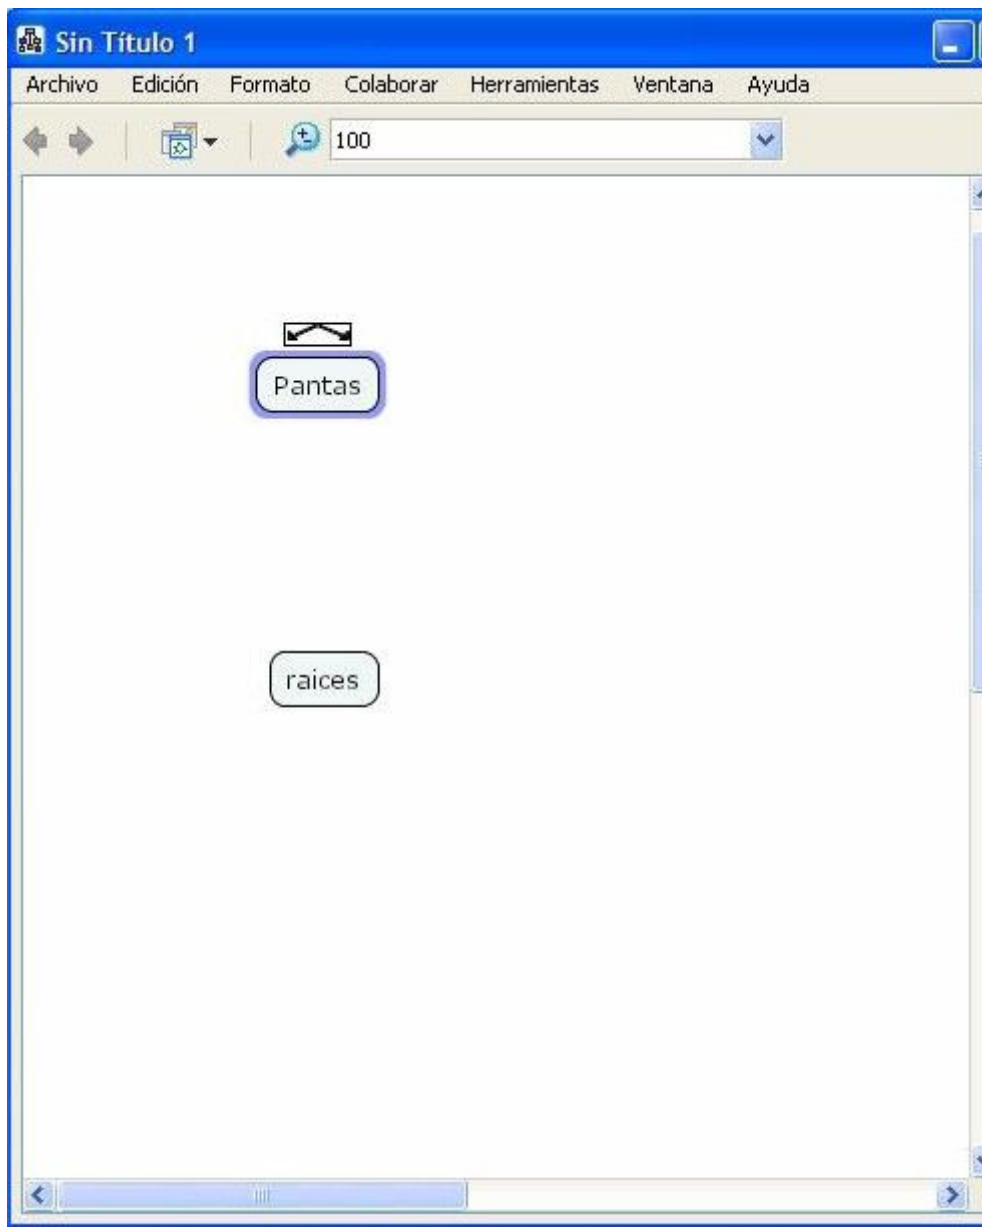 Sin Título 1
Archivo Edición Formato Colaborar Herramientas Ventana Ayuda
100
Pantas
raices